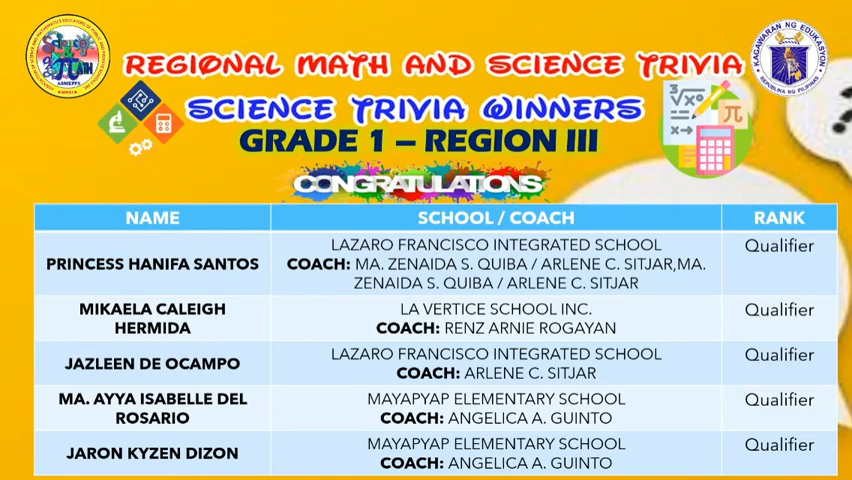 REGIONAL MATH AND SCIENCE TRIVIA
SCIENCE TRIVIA WINNERS
GRADE 1 – REGION III
CONGRATULATIONS
NAME SCHOOL / COACH RANK
PRINCESS HANIFA SANTOS
LAZARO FRANCISCO INTEGRATED SCHOOL
COACH: MA. ZENAIDA S. QUIBA / ARLENE C. SITJAR,MA.
ZENAIDA S. QUIBA / ARLENE C. SITJAR
Qualifier
MIKAELA CALEIGH
HERMIDA
LA VERTICE SCHOOL INC.
COACH: RENZ ARNIE ROGAYAN
Qualifier
JAZLEEN DE OCAMPO
LAZARO FRANCISCO INTEGRATED SCHOOL
COACH: ARLENE C. SITJAR
Qualifier
MA. AYYA ISABELLE DEL
ROSARIO
MAYAPYAP ELEMENTARY SCHOOL
COACH: ANGELICA A. GUINTO
Qualifier
JARON KYZEN DIZON
MAYAPYAP ELEMENTARY SCHOOL
COACH: ANGELICA A. GUINTO
Qualifier
KAGAWARAN NG EDUKASYON
REPUBLIKA NG PILIPINAS
ASMEPPS